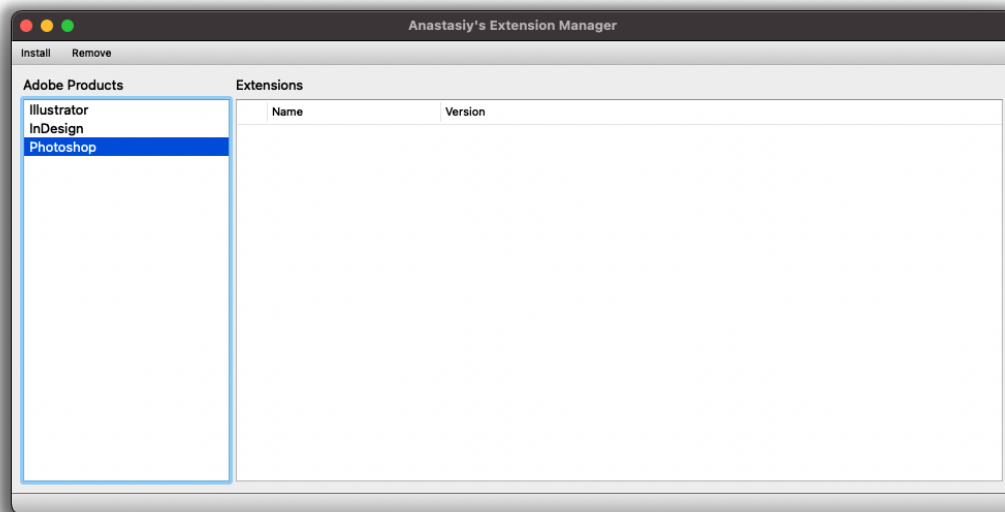 Anastasiy's Extension Manager
Install Remove
Adobe Products
Illustrator
InDesign
Photoshop
Extensions
Name Version